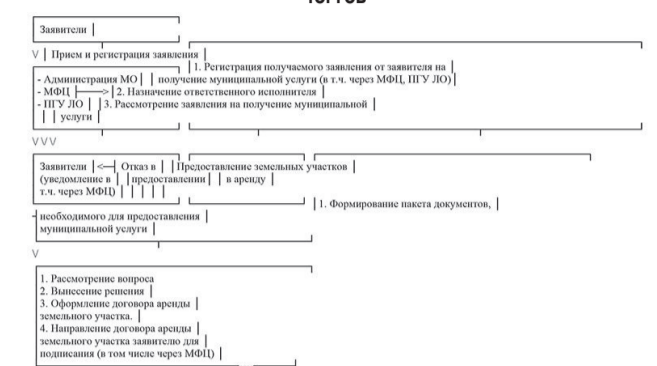 Заявители |
V | Прием и регистрация заявления |
| 1. Регистрация получаемого заявления от заявителя на |
- Администрация МО | | получение муниципальной услуги (в т.ч. через МФЦ, ПГУ ЛО) |
- МФЦ ├──> | 2. Назначение ответственного исполнителя |
- ПГУ ЛО | | 3. Рассмотрение заявления на получение муниципальной |
| | услуги |
V V V
Заявители | <─┤ Отказ в | | Предоставление земельных участков |
(уведомление в | | предоставлении | | в аренду |
т.ч. через МФЦ) | | | | |
| 1. Формирование пакета документов, |
┤необходимого для предоставления |
муниципальной услуги |
V
1. Рассмотрение вопроса
2. Вынесение решения |
3. Оформление договора аренды |
земельного участка. |
4. Направление договора аренды |
земельного участка заявителю для |
подписания (в том числе через МФЦ) |